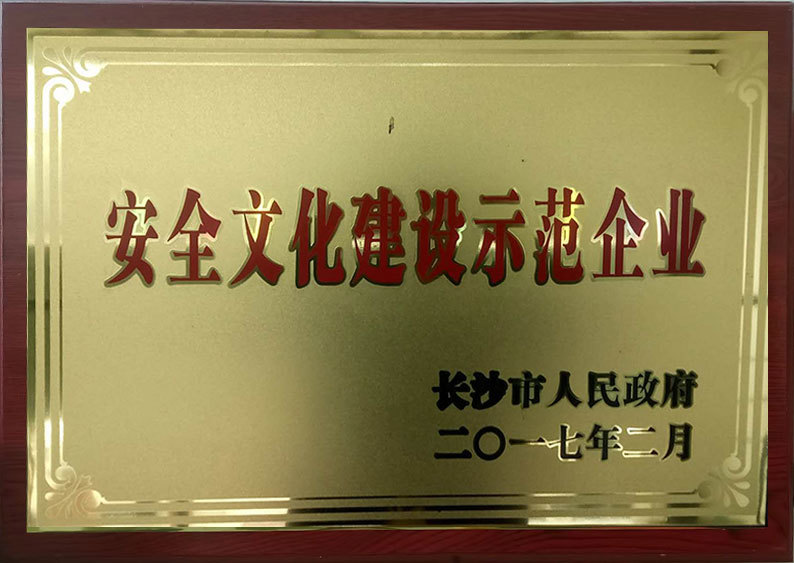 安全文化建设示范企业
长沙市人民政府
二〇一七年二月